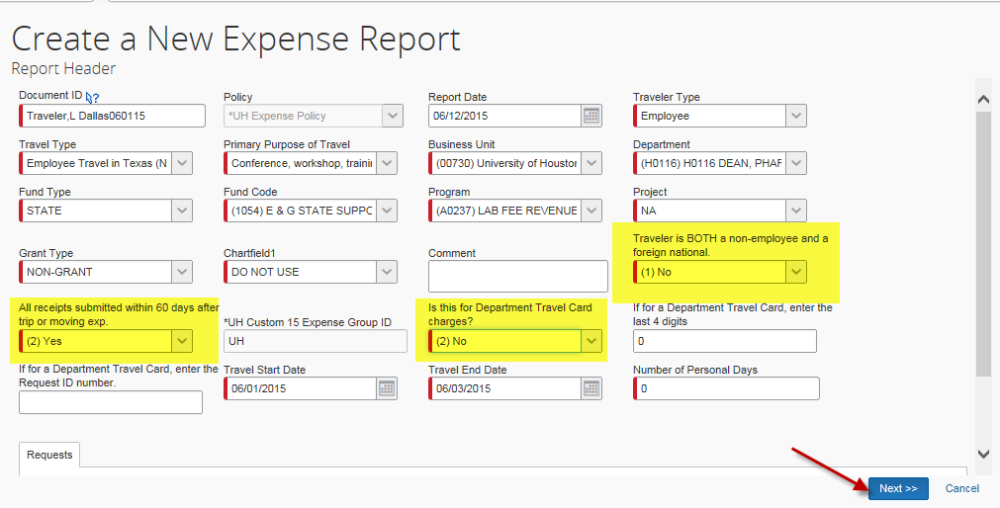 Create a New Expense Report
Report Header
Document ID ?
Policy
Report Date
Traveler Type
Traveler,L Dallas060115
*UH Expense Policy
06/12/2015
Employee
Travel Type
Primary Purpose of Travel
Business Unit
Department
Employee Travel in Texas (N
Conference, workshop, trainin
(00730) University of Houston
(H0116) H0116 DEAN, PHAR
Fund Type
Fund Code
Program
Project
STATE
(1054) E & G STATE SUPPO
(A0237) LAB FEE REVENUE
NA
Grant Type
Chartfield1
Comment
Traveler is BOTH a non-employee and a
foreign national.
NON-GRANT
DO NOT USE
(1) No
All receipts submitted within 60 days after
trip or moving exp.
*UH Custom 15 Expense Group ID
Is this for Department Travel Card
charges?
If for a Department Travel Card, enter the
last 4 digits
(2) Yes
UH
(2) No
0
If for a Department Travel Card, enter the
Request ID number.
Travel Start Date
Travel End Date
Number of Personal Days
06/01/2015
06/03/2015
0
Requests
Next >>
Cancel